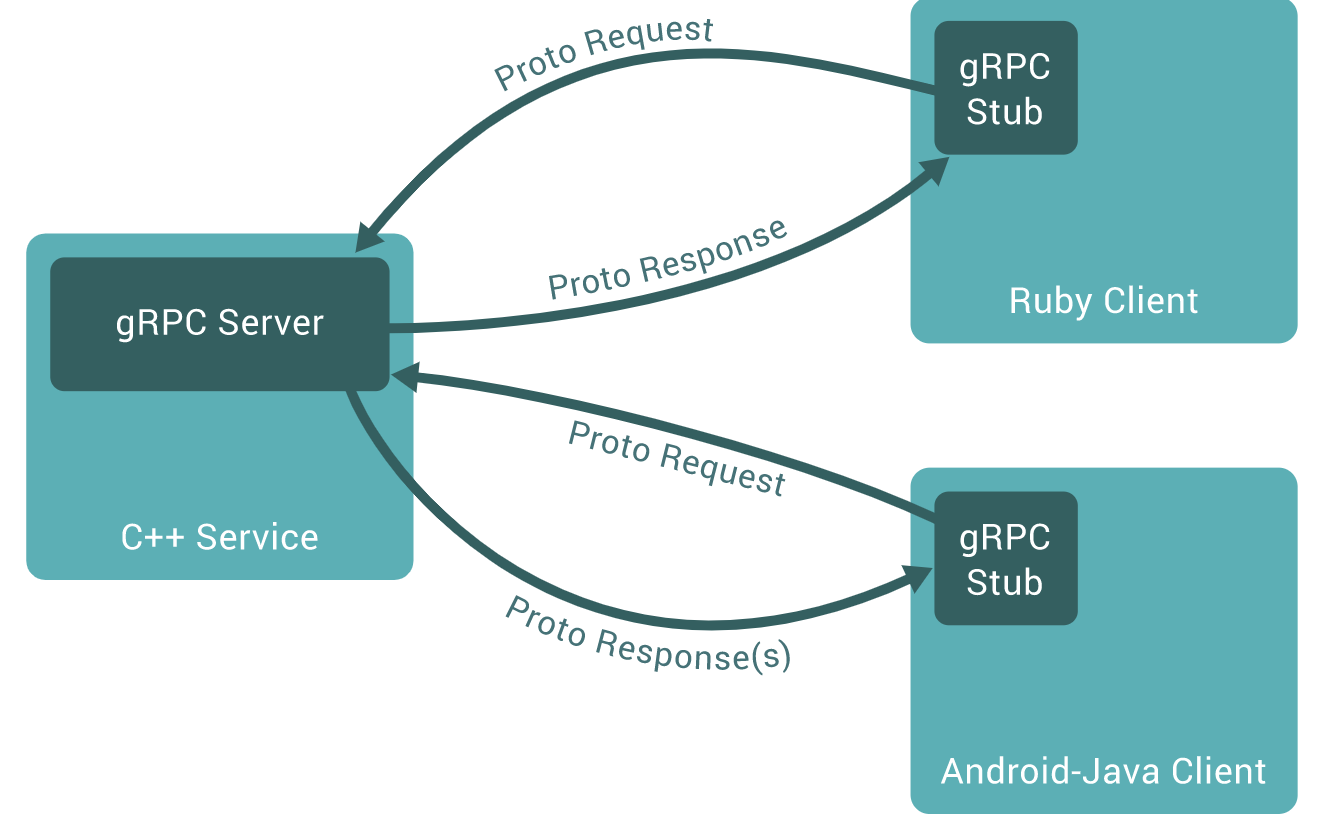 Proto Request
gRPC
Stub
Proto Response
Ruby Client
gRPC Server
C++ Service
Proto Request
gRPC
Stub
Proto Response(s)
Android-Java Client